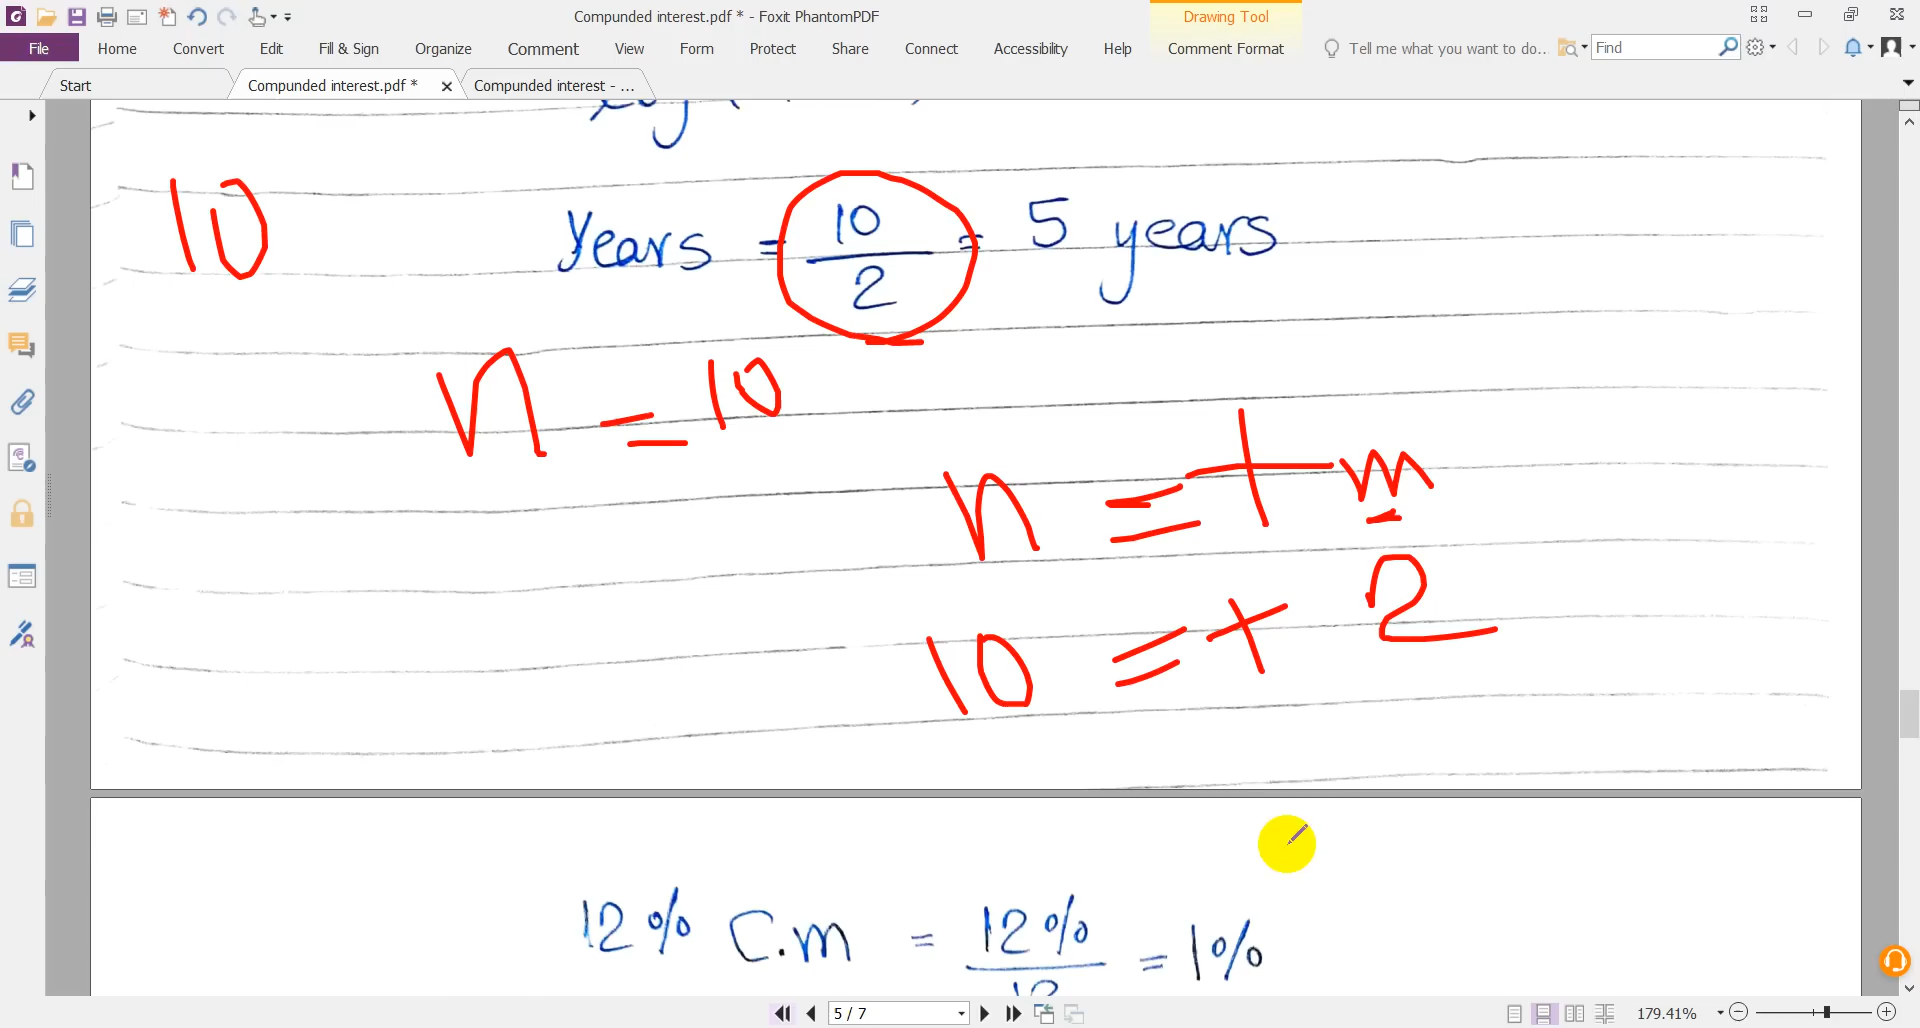 Compunded interest.pdf * - Foxit PhantomPDF
Drawing Tool
File Home Convert Edit Fill & Sign Organize Comment View Form Protect Share Connect Accessibility Help Comment Format Tell me what you want to do... Find
Start Compunded interest.pdf * Compunded interest - ...
10
Years = 10/2 = 5 years
n = 10
n = t m
10 = t 2
12% C.m = 12%/12 = 1%
5 / 7
179.41%